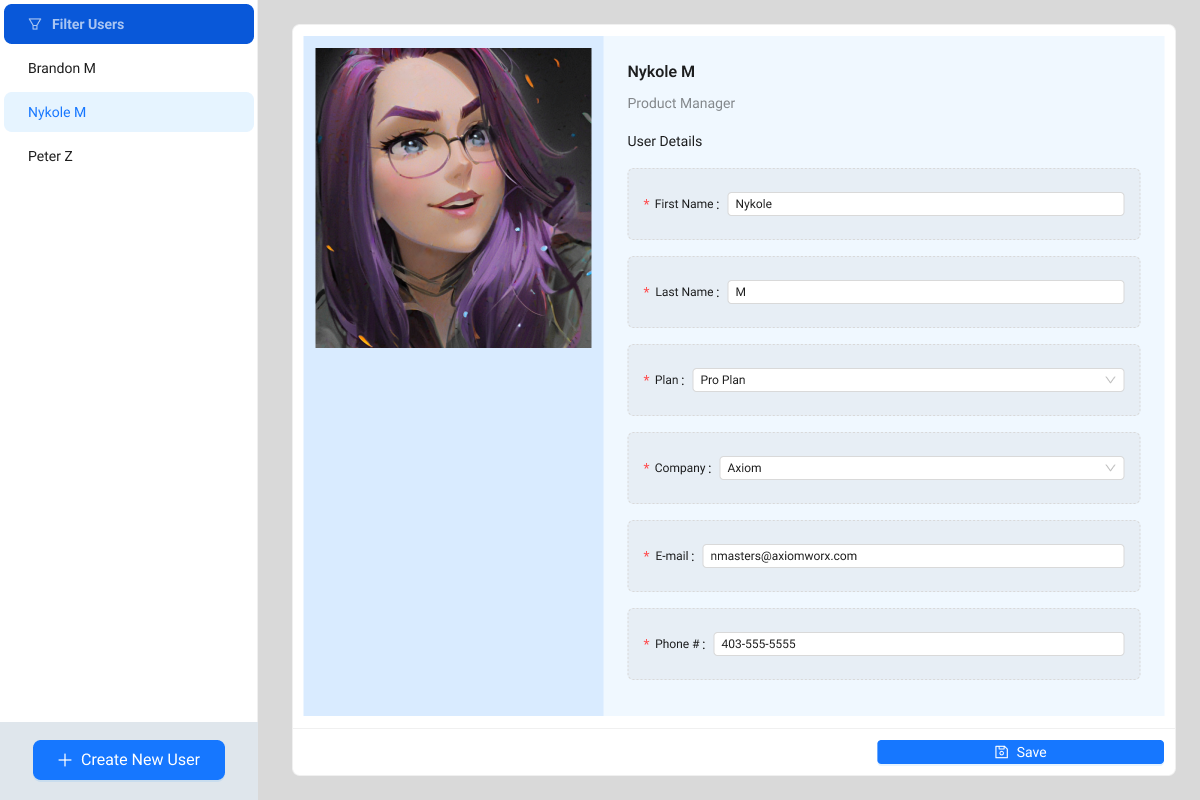 Filter Users
Brandon M
Nykole M
Peter Z
Create New User
Nykole M
Product Manager
User Details
* First Name : Nykole
* Last Name : M
* Plan : Pro Plan
* Company : Axiom
* E-mail : nmasters@axiomworx.com
* Phone # : 403-555-5555
Save